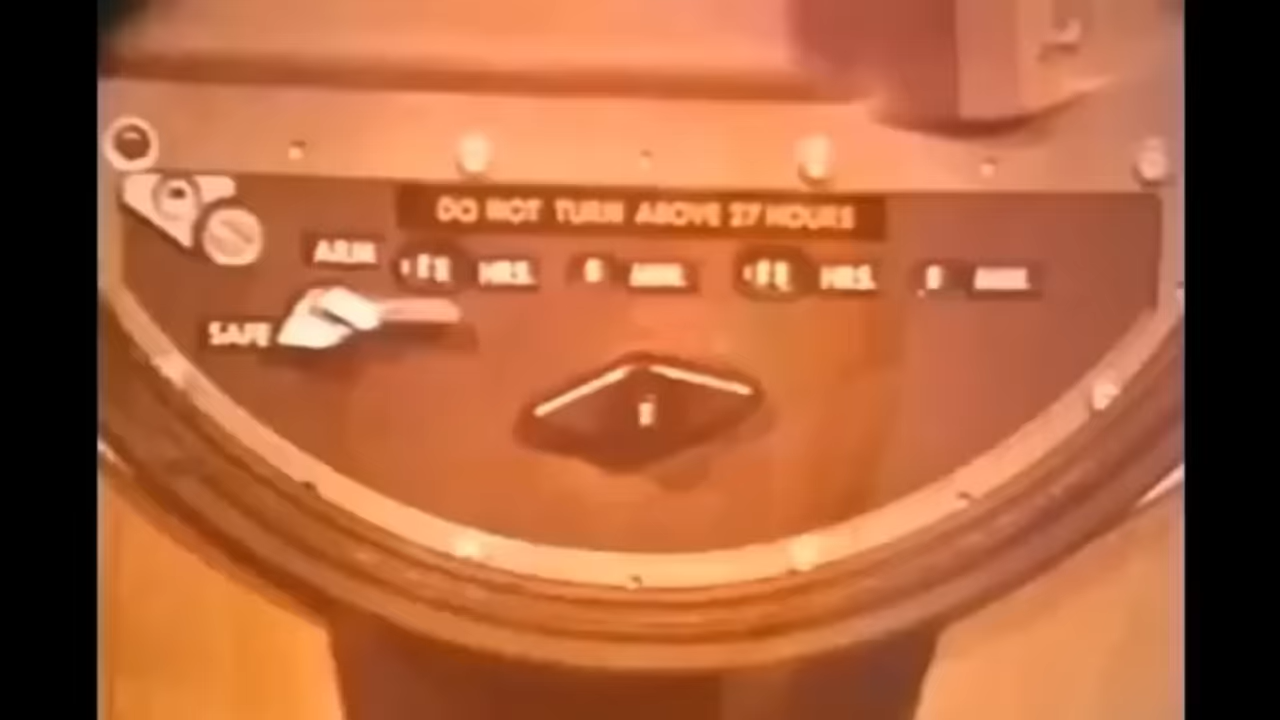 DO NOT TURN ABOVE 27 HOURS
ARM HRS. MIN. HRS. MIN.
SAFE